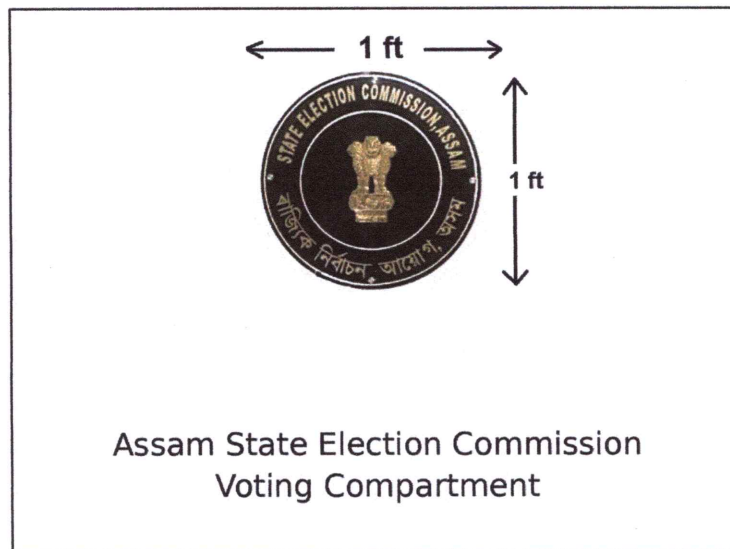 1 ft
STATE ELECTION COMMISSION, ASSAM
1 ft
ৰাজ্যিক নিৰ্বাচন আয়োগ, অসম
Assam State Election Commission
Voting Compartment